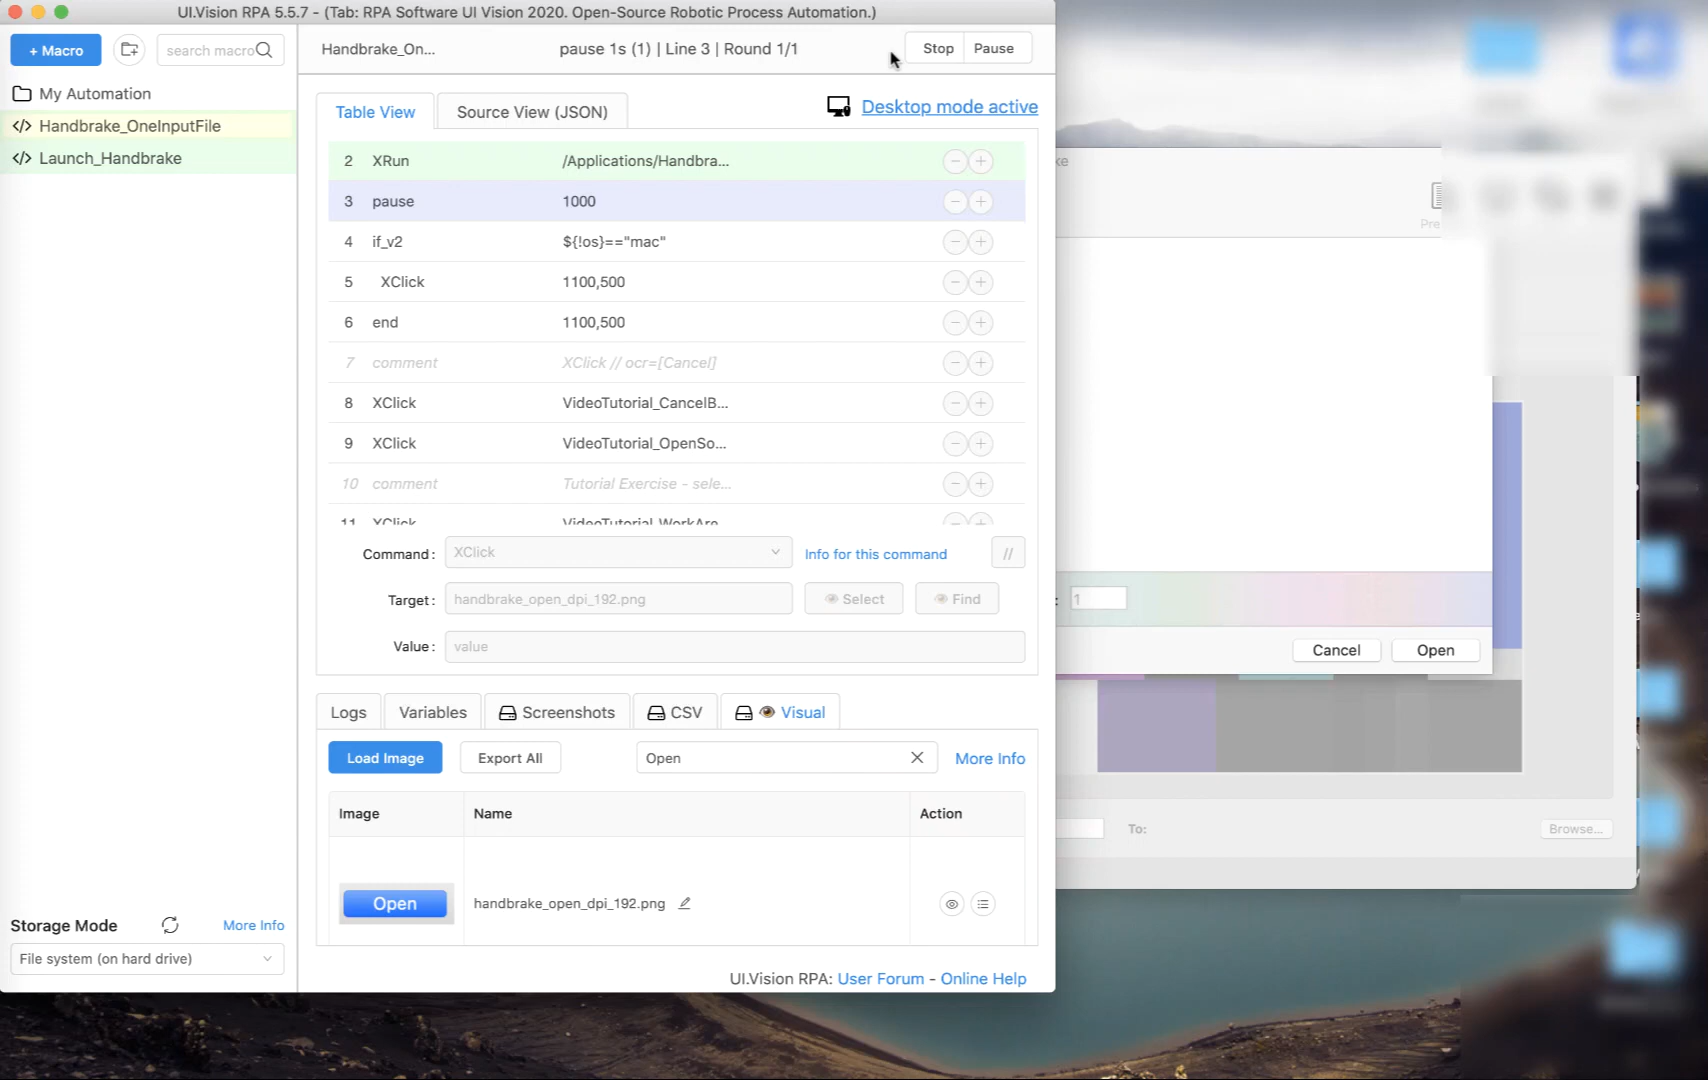 UI.Vision RPA 5.5.7 - (Tab: RPA Software UI Vision 2020. Open-Source Robotic Process Automation.)
+ Macro
search macro
Handbrake_On...
pause 1s (1) | Line 3 | Round 1/1
Stop
Pause
My Automation
</> Handbrake_OneInputFile
</> Launch_Handbrake
Table View
Source View (JSON)
Desktop mode active
2 XRun /Applications/Handbra...
3 pause 1000
4 if_v2 ${!os}=="mac"
5 XClick 1100,500
6 end 1100,500
7 comment XClick // ocr=[Cancel]
8 XClick VideoTutorial_CancelB...
9 XClick VideoTutorial_OpenSo...
10 comment Tutorial Exercise - sele...
11 XClick VideoTutorial_WorkAre...
Command: XClick
Info for this command
//
Target: handbrake_open_dpi_192.png
Select
Find
Value: value
Logs
Variables
Screenshots
CSV
Visual
Load Image
Export All
Open
More Info
Image
Name
Action
Open
handbrake_open_dpi_192.png
Storage Mode
More Info
File system (on hard drive)
UI.Vision RPA: User Forum - Online Help
ke
Pre
: 1
Cancel
Open
To:
Browse...